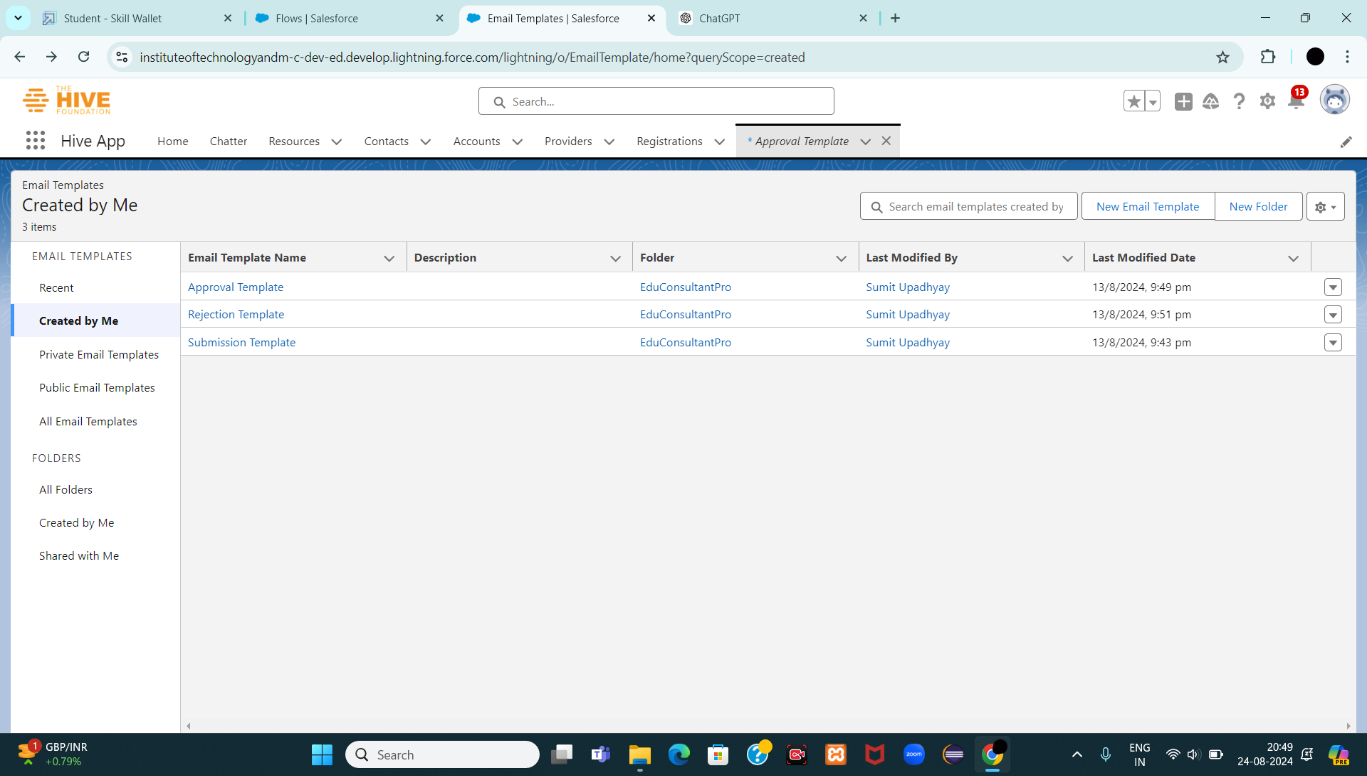 Student - Skill Wallet
Flows | Salesforce
Email Templates | Salesforce
ChatGPT
instituteoftechnologyandm-c-dev-ed.develop.lightning.force.com/lightning/o/EmailTemplate/home?queryScope=created
THE
HIVE
FOUNDATION
Search...
13
Hive App
Home
Chatter
Resources
Contacts
Accounts
Providers
Registrations
* Approval Template
Email Templates
Created by Me
3 items
Search email templates created by
New Email Template
New Folder
EMAIL TEMPLATES
Recent
Created by Me
Private Email Templates
Public Email Templates
All Email Templates
FOLDERS
All Folders
Created by Me
Shared with Me
Email Template Name Description Folder Last Modified By Last Modified Date
Approval Template EduConsultantPro Sumit Upadhyay 13/8/2024, 9:49 pm
Rejection Template EduConsultantPro Sumit Upadhyay 13/8/2024, 9:51 pm
Submission Template EduConsultantPro Sumit Upadhyay 13/8/2024, 9:43 pm
1
GBP/INR
+0.79%
Search
zoom
ENG
IN
20:49
24-08-2024
PRE